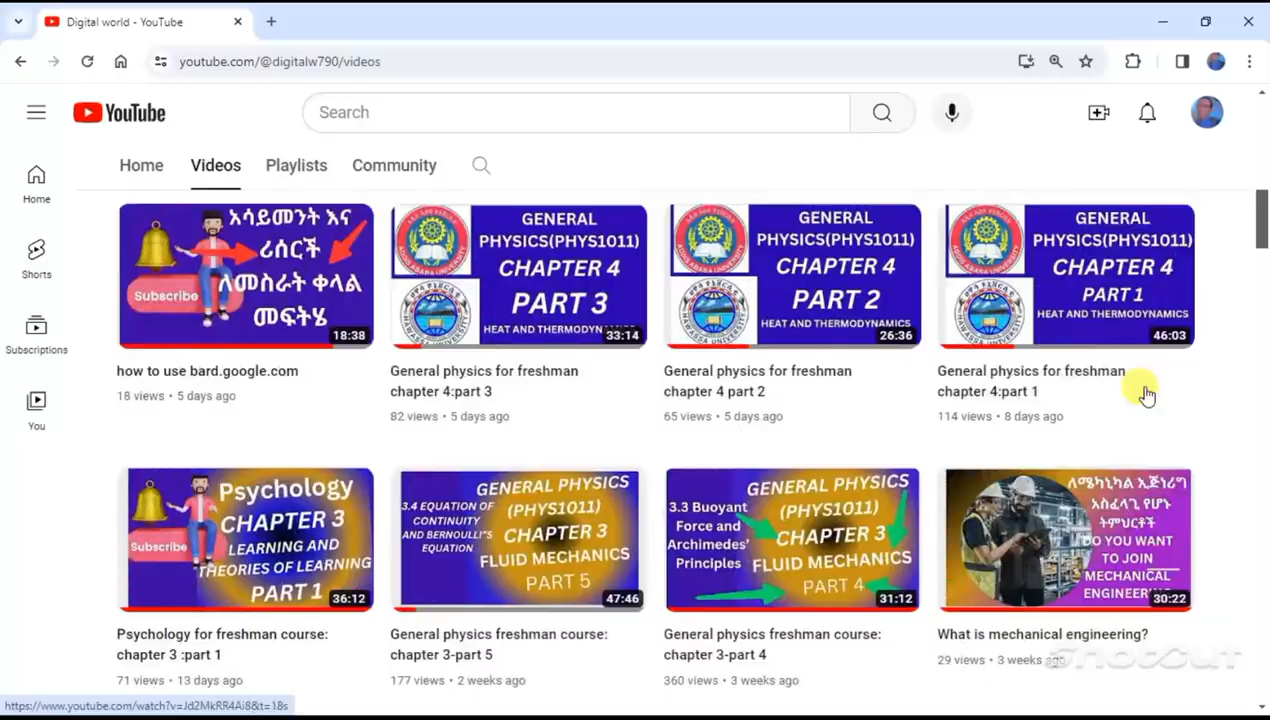 Digital world - YouTube
youtube.com/@digitalw790/videos
YouTube
Search
Home
Videos
Playlists
Community
Home
Shorts
Subscriptions
You
አሳይመንት እና
ሪሰርች
ለመስራት ቀላል
መፍትሄ
Subscribe
18:38
how to use bard.google.com
18 views • 5 days ago
GENERAL
PHYSICS(PHYS1011)
CHAPTER 4
PART 3
HEAT AND THERMODYNAMICS
33:14
General physics for freshman
chapter 4:part 3
82 views • 5 days ago
GENERAL
PHYSICS(PHYS1011)
CHAPTER 4
PART 2
HEAT AND THERMODYNAMICS
26:36
General physics for freshman
chapter 4 part 2
65 views • 5 days ago
GENERAL
PHYSICS(PHYS1011)
CHAPTER 4
PART 1
HEAT AND THERMODYNAMICS
46:03
General physics for freshman
chapter 4:part 1
114 views • 8 days ago
Psychology
CHAPTER 3
LEARNING AND
THEORIES OF LEARNING
PART 1
Subscribe
36:12
Psychology for freshman course:
chapter 3 :part 1
71 views • 13 days ago
GENERAL PHYSICS
(PHYS1011)
3.4 EQUATION OF
CONTINUITY
AND BERNOULLI"S
EQUATION
CHAPTER 3
FLUID MECHANICS
PART 5
47:46
General physics freshman course:
chapter 3-part 5
177 views • 2 weeks ago
GENERAL PHYSICS
(PHYS1011)
3.3 Buoyant
Force and
Archimedes'
Principles
CHAPTER 3
FLUID MECHANICS
PART 4
31:12
General physics freshman course:
chapter 3-part 4
360 views • 3 weeks ago
ለሜካኒካል ኢጅነሪግ
አስፈላጊ የሆኑ
ትምህርቶች
DO YOU WANT
TO JOIN
MECHANICAL
ENGINEERING
30:22
What is mechanical engineering?
29 views • 3 weeks ago
https://www.youtube.com/watch?v=Jd2MkRR4Ai8&t=18s